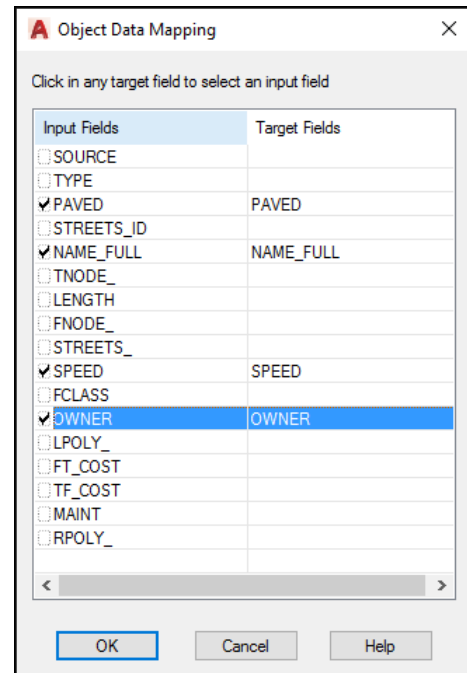 Object Data Mapping
Click in any target field to select an input field
Input Fields Target Fields
SOURCE
TYPE
PAVED PAVED
STREETS_ID
NAME_FULL NAME_FULL
TNODE_
LENGTH
FNODE_
STREETS_
SPEED SPEED
FCLASS
OWNER OWNER
LPOLY_
FT_COST
TF_COST
MAINT
RPOLY_
OK Cancel Help